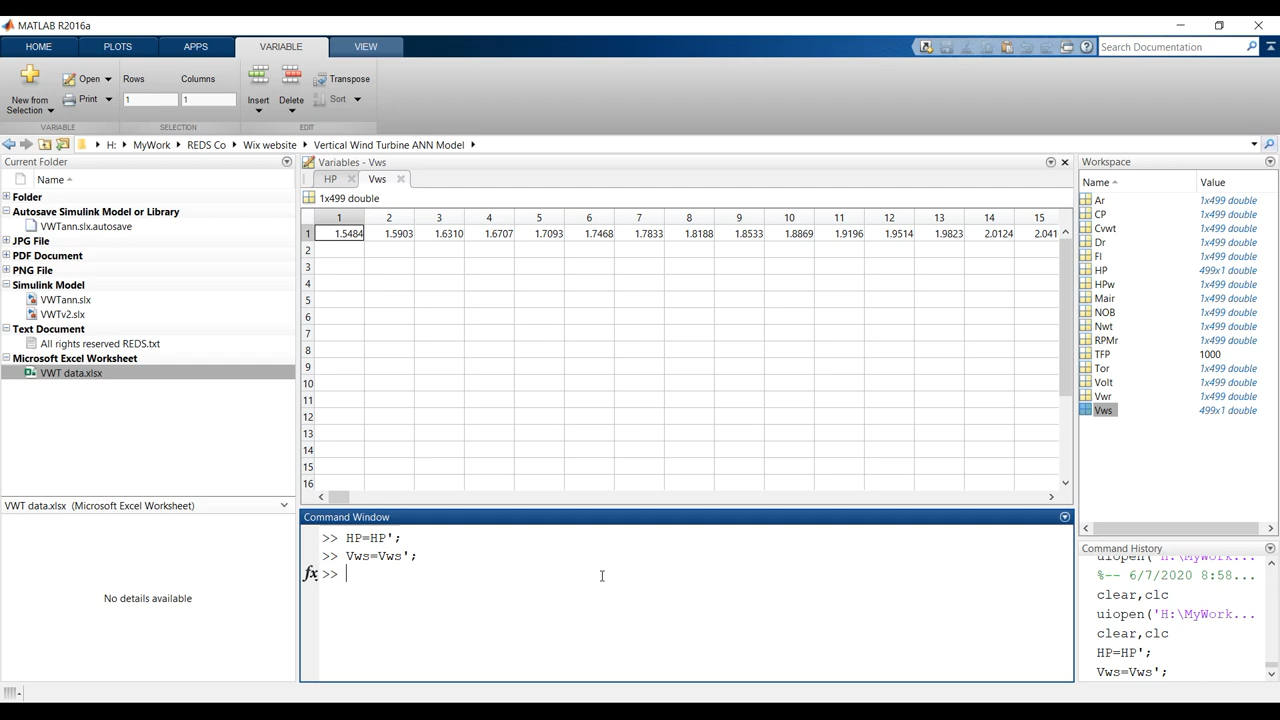 MATLAB R2016a
HOME PLOTS APPS VARIABLE VIEW
Search Documentation
New from Selection
Open
Print
Rows Columns
1 1
Insert Delete
Transpose
Sort
VARIABLE SELECTION EDIT
H: MyWork REDS Co Wix website Vertical Wind Turbine ANN Model
Current Folder
Name
Folder
Autosave Simulink Model or Library
VWTann.slx.autosave
JPG File
PDF Document
PNG File
Simulink Model
VWTann.slx
VWTv2.slx
Text Document
All rights reserved REDS.txt
Microsoft Excel Worksheet
VWT data.xlsx
VWT data.xlsx (Microsoft Excel Worksheet)
No details available
Variables - Vws
HP Vws
1x499 double
1 2 3 4 5 6 7 8 9 10 11 12 13 14 15
1 1.5484 1.5903 1.6310 1.6707 1.7093 1.7468 1.7833 1.8188 1.8533 1.8869 1.9196 1.9514 1.9823 2.0124 2.041
2
3
4
5
6
7
8
9
10
11
12
13
14
15
16
Command Window
>> HP=HP';
>> Vws=Vws';
fx >>
Workspace
Name Value
Ar 1x499 double
CP 1x499 double
Cvwt 1x499 double
Dr 1x499 double
Fl 1x499 double
HP 499x1 double
HPw 1x499 double
Mair 1x499 double
NOB 1x499 double
Nwt 1x499 double
RPMr 1x499 double
TFP 1000
Tor 1x499 double
Volt 1x499 double
Vwr 1x499 double
Vws 499x1 double
Command History
uiopen('H:\MyWork...
%-- 6/7/2020 8:58...
clear,clc
uiopen('H:\MyWork...
clear,clc
HP=HP';
Vws=Vws';